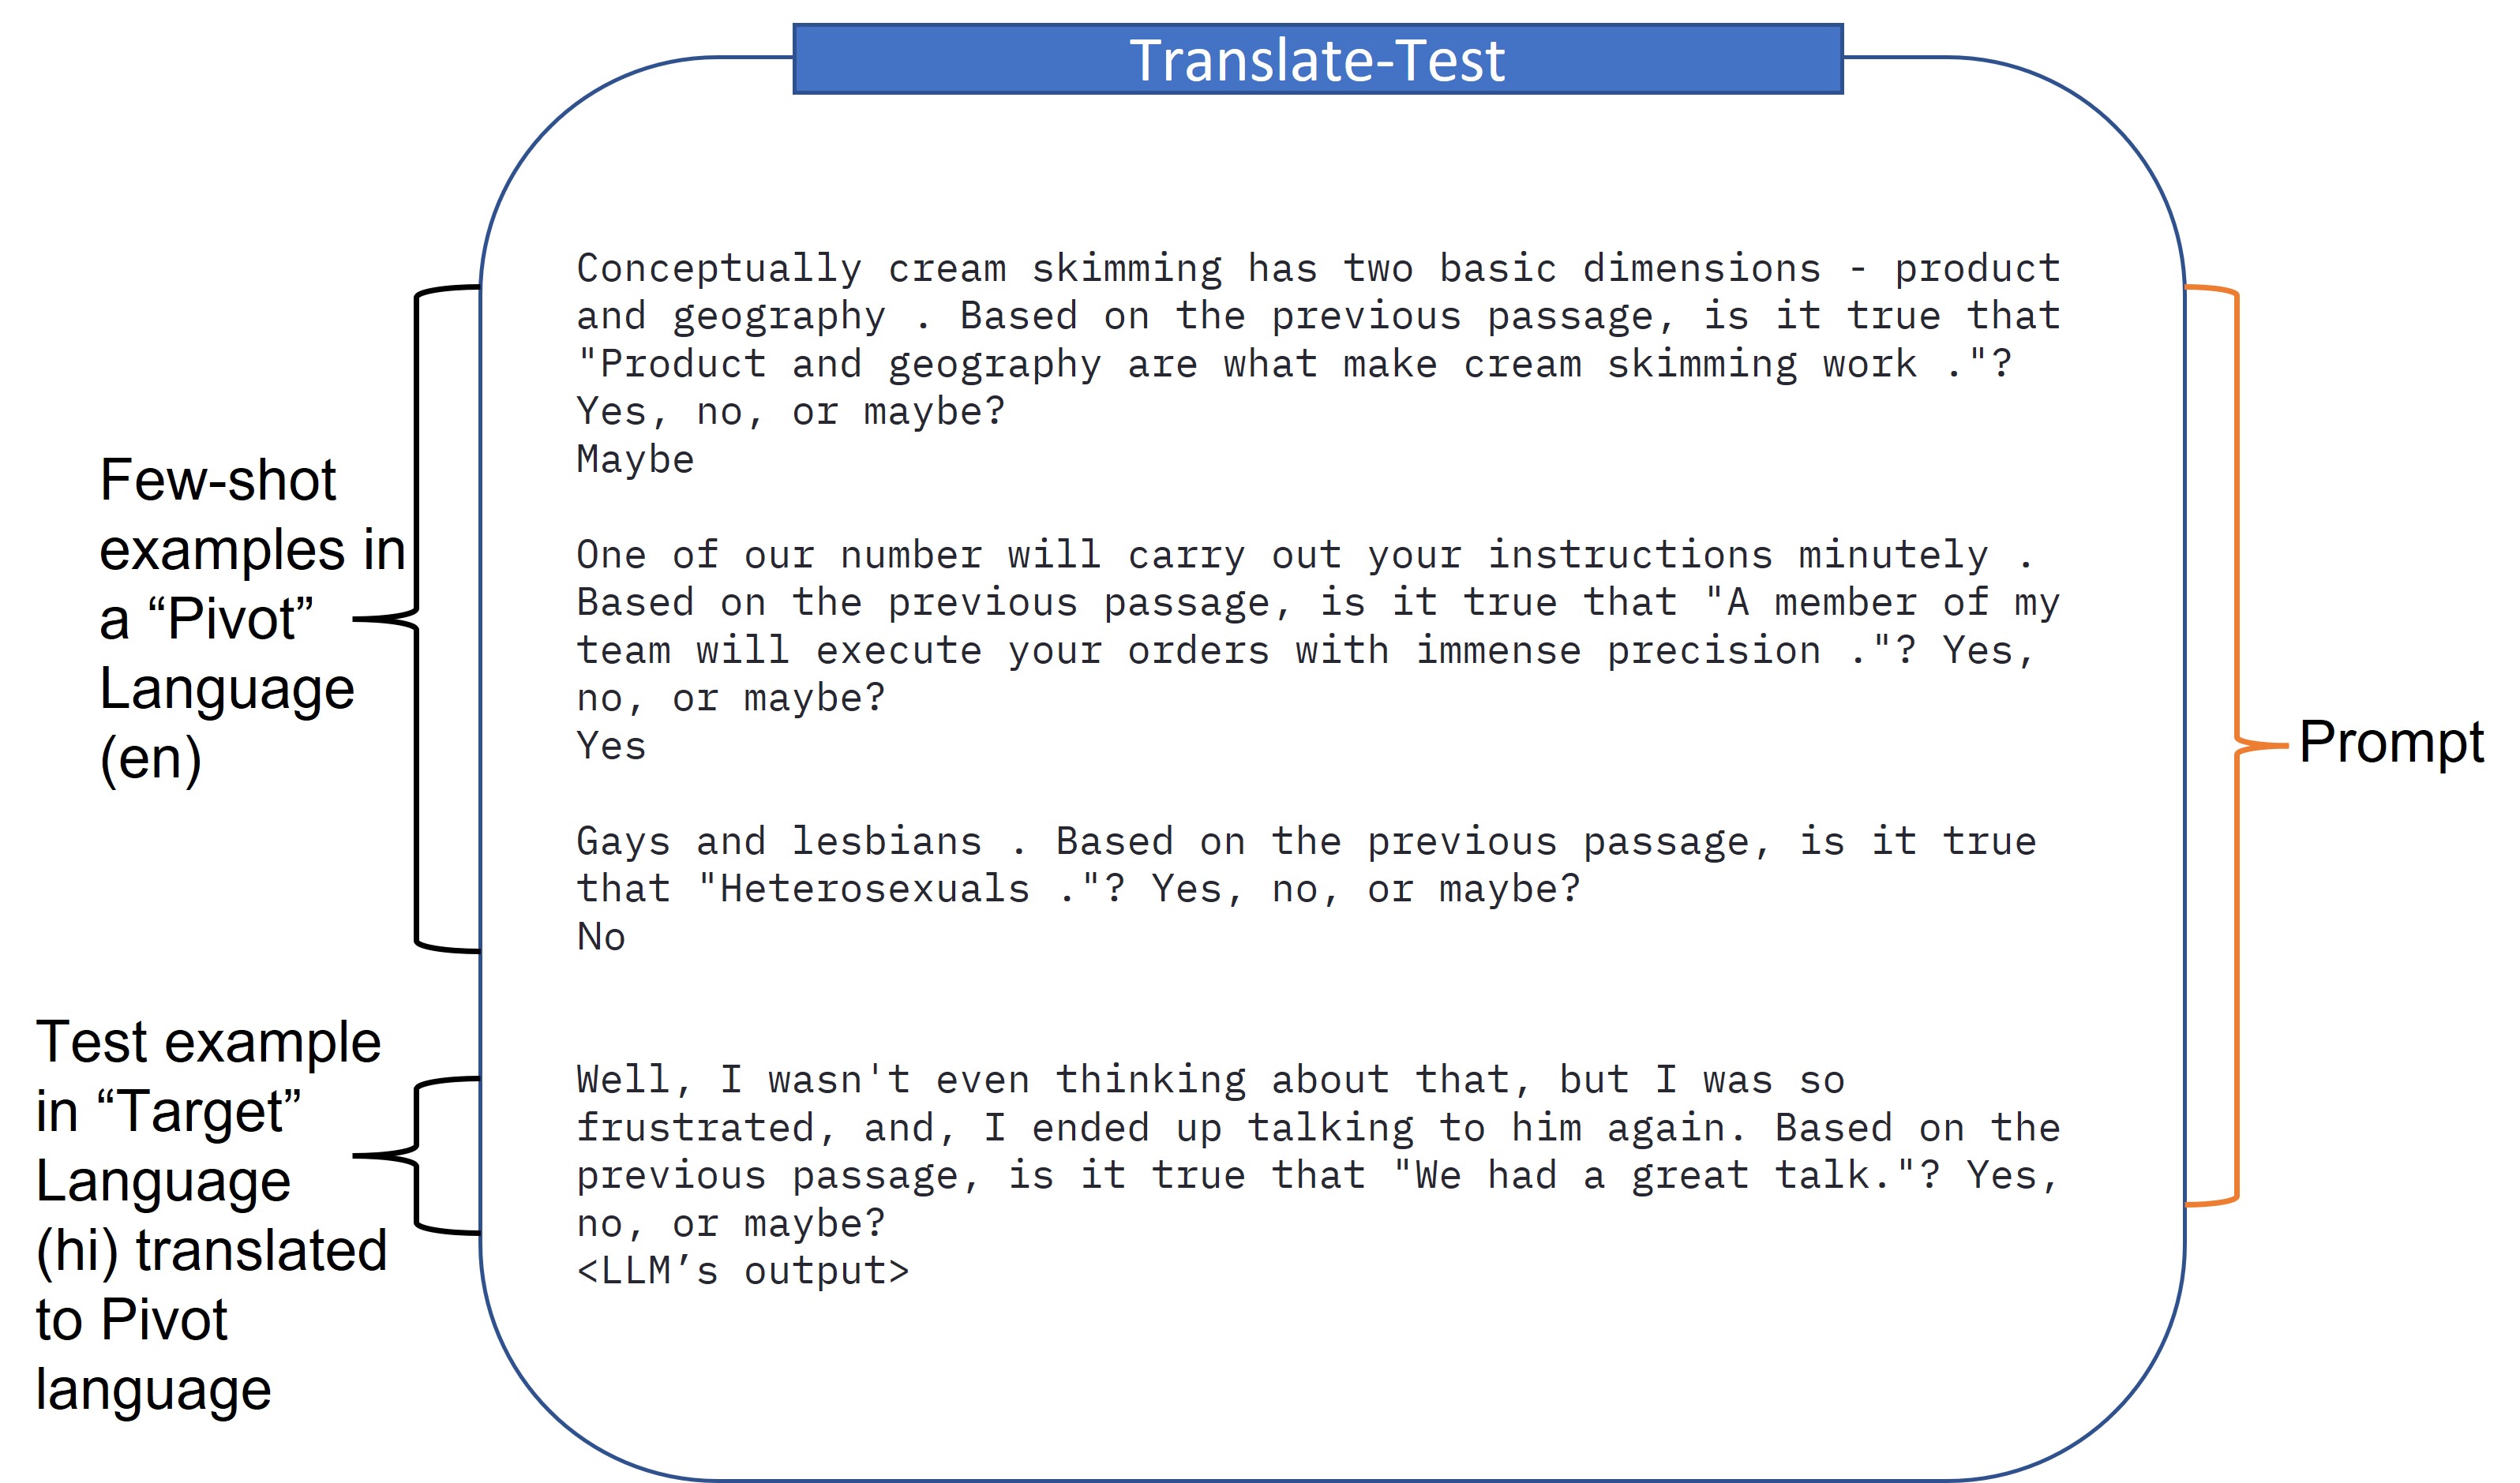 Translate-Test
Conceptually cream skimming has two basic dimensions - product
and geography . Based on the previous passage, is it true that
"Product and geography are what make cream skimming work ."?
Yes, no, or maybe?
Maybe
One of our number will carry out your instructions minutely .
Based on the previous passage, is it true that "A member of my
team will execute your orders with immense precision ."? Yes,
no, or maybe?
Yes
Gays and lesbians . Based on the previous passage, is it true
that "Heterosexuals ."? Yes, no, or maybe?
No
Well, I wasn't even thinking about that, but I was so
frustrated, and, I ended up talking to him again. Based on the
previous passage, is it true that "We had a great talk."? Yes,
no, or maybe?
<LLM’s output>
Few-shot
examples in
a “Pivot”
Language
(en)
Test example
in “Target”
Language
(hi) translated
to Pivot
language
Prompt